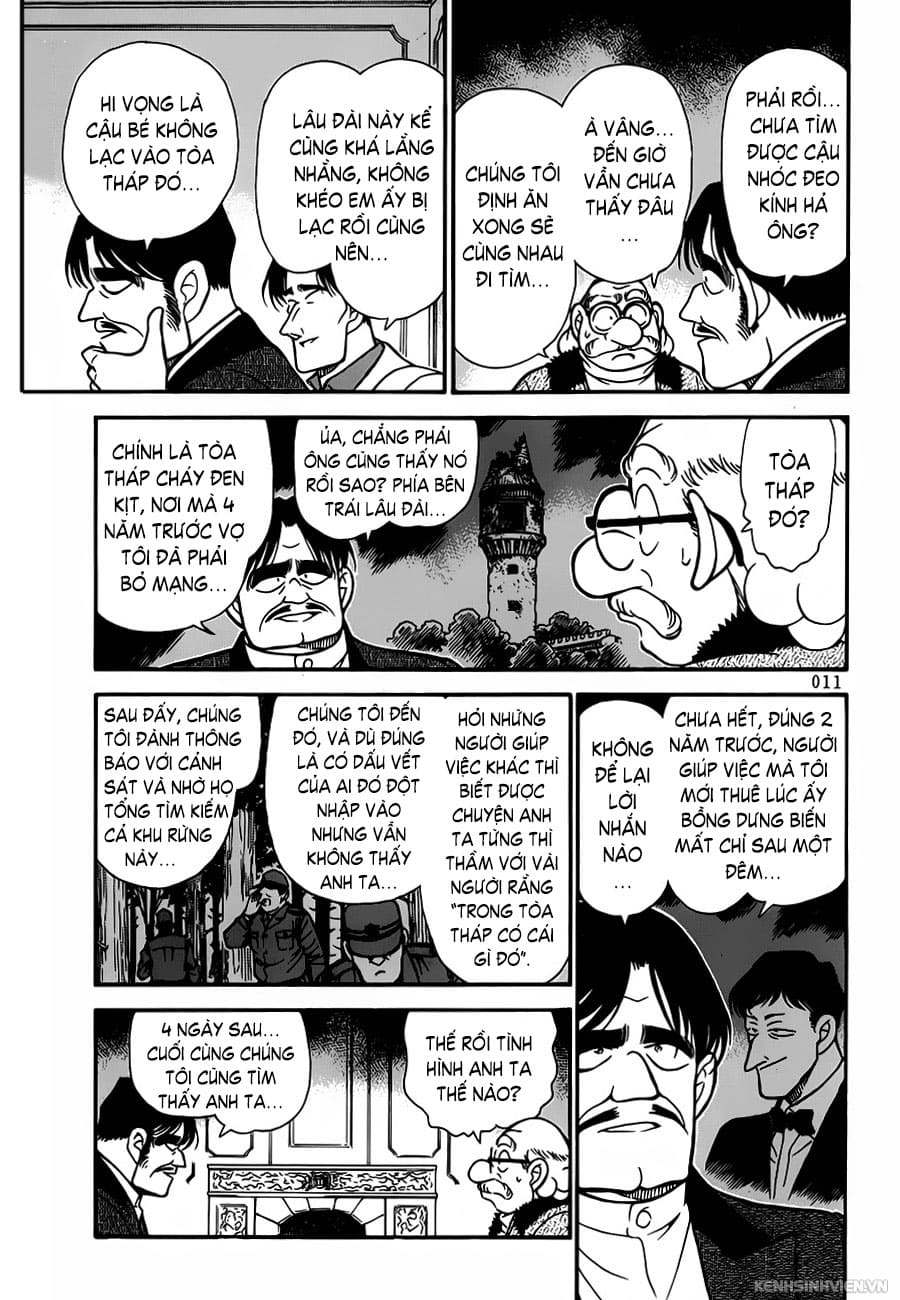 PHẢI RỒI...
CHƯA TÌM
ĐƯỢC CẬU
NHÓC ĐEO
KÍNH HẢ
ÔNG?
À VÂNG...
ĐẾN GIỜ
VẪN CHƯA
THẤY ĐÂU
...
CHÚNG TÔI
ĐỊNH ĂN
XONG SẼ
CÙNG NHAU
ĐI TÌM...
LÂU ĐÀI NÀY KỂ
CŨNG KHÁ LẰNG
NHẰNG, KHÔNG
KHÉO EM ẤY BỊ
LẠC RỒI CŨNG
NÊN...
HI VỌNG LÀ
CẬU BÉ KHÔNG
LẠC VÀO TÒA
THÁP ĐÓ...
TÒA
THÁP
ĐÓ?
ỦA, CHẲNG PHẢI
ÔNG CŨNG THẤY NÓ
RỒI SAO? PHÍA BÊN
TRÁI LÂU ĐÀI...
CHÍNH LÀ TÒA
THÁP CHÁY ĐEN
KỊT, NƠI MÀ 4
NĂM TRƯỚC VỢ
TÔI ĐÃ PHẢI
BỎ MẠNG...
011
CHƯA HẾT, ĐÚNG 2
NĂM TRƯỚC, NGƯỜI
GIÚP VIỆC MÀ TÔI
MỚI THUÊ LÚC ẤY
BỖNG DƯNG BIẾN
MẤT CHỈ SAU MỘT
ĐÊM...
KHÔNG
ĐỂ LẠI
LỜI
NHẮN
NÀO
...
HỎI NHỮNG
NGƯỜI GIÚP
VIỆC KHÁC THÌ
BIẾT ĐƯỢC
CHUYỆN ANH
TA TỪNG THÌ
THẦM VỚI VÀI
NGƯỜI RẰNG
"TRONG TÒA
THÁP CÓ CÁI
GÌ ĐÓ".
CHÚNG TÔI ĐẾN
ĐÓ, VÀ DÙ ĐÚNG
LÀ CÓ DẤU VẾT
CỦA AI ĐÓ ĐỘT
NHẬP VÀO
NHƯNG VẪN
KHÔNG THẤY
ANH TA...
SAU ĐẤY, CHÚNG
TÔI ĐÀNH THÔNG
BÁO VỚI CẢNH
SÁT VÀ NHỜ HỌ
TỔNG TÌM KIẾM
CẢ KHU RỪNG
NÀY...
THẾ RỒI TÌNH
HÌNH ANH TA
THẾ NÀO?
4 NGÀY SAU...
CUỐI CÙNG CHÚNG
TÔI CŨNG TÌM
THẤY ANH TA...
KENHSINHVIEN.VN